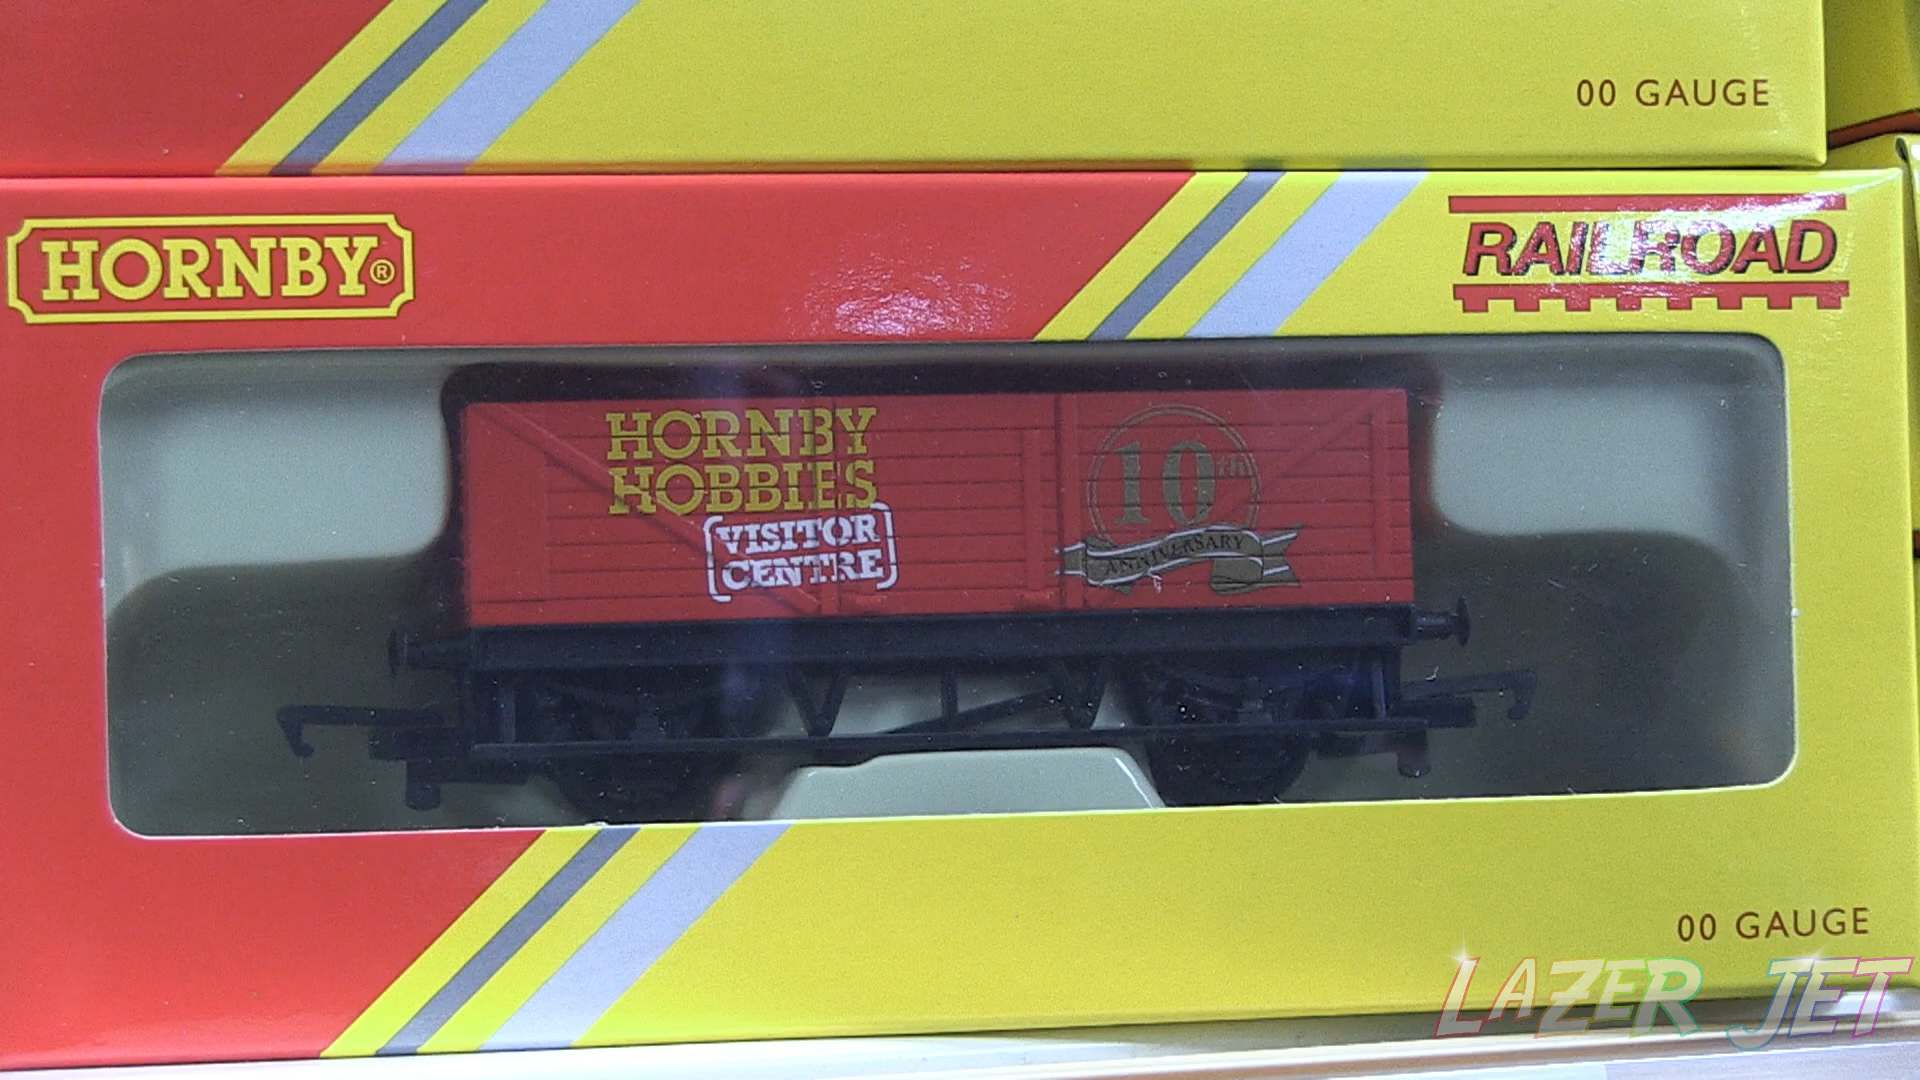 00 GAUGE
HORNBY®
RAILROAD
HORNBY
HOBBIES
VISITOR
CENTRE
10th
ANNIVERSARY
00 GAUGE
LAZER JET